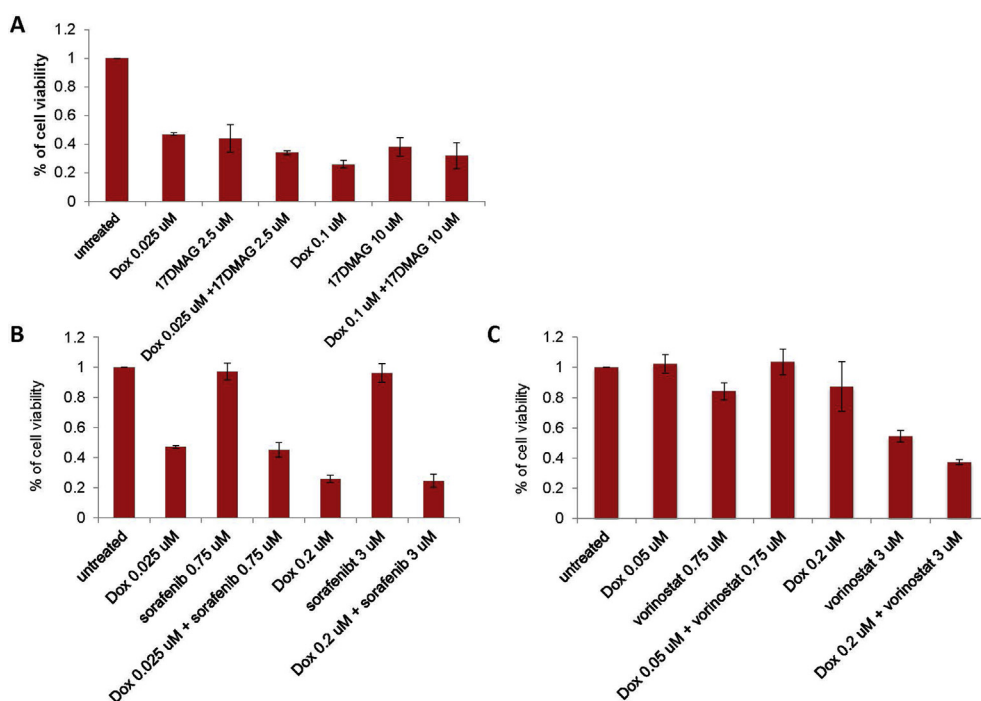 A
1.2
1
0.8
0.6
0.4
0.2
0
% of cell viability
untreated
Dox 0.025 uM
17DMAG 2.5 uM
Dox 0.025 uM +17DMAG 2.5 uM
Dox 0.1 uM
17DMG 10 uM
Dox 0.1 uM +17DMAG 10 uM
B
1.2
1
0.8
0.6
0.4
0.2
0
% of cell viability
untreated
Dox 0.025 uM
sorafenib 0.75 uM
Dox 0.025 uM + sorafenib 0.75 uM
Dox 0.2 uM
sorafenibt 3 uM
Dox 0.2 uM + sorafenib 3 uM
C
1.2
1
0.8
0.6
0.4
0.2
0
% of cell viability
untreated
Dox 0.05 uM
vorinostat 0.75 uM
Dox 0.05 uM + vorinostat 0.75 uM
Dox 0.2 uM
vorinostat 3 uM
Dox 0.2 uM + vorinostat 3 uM